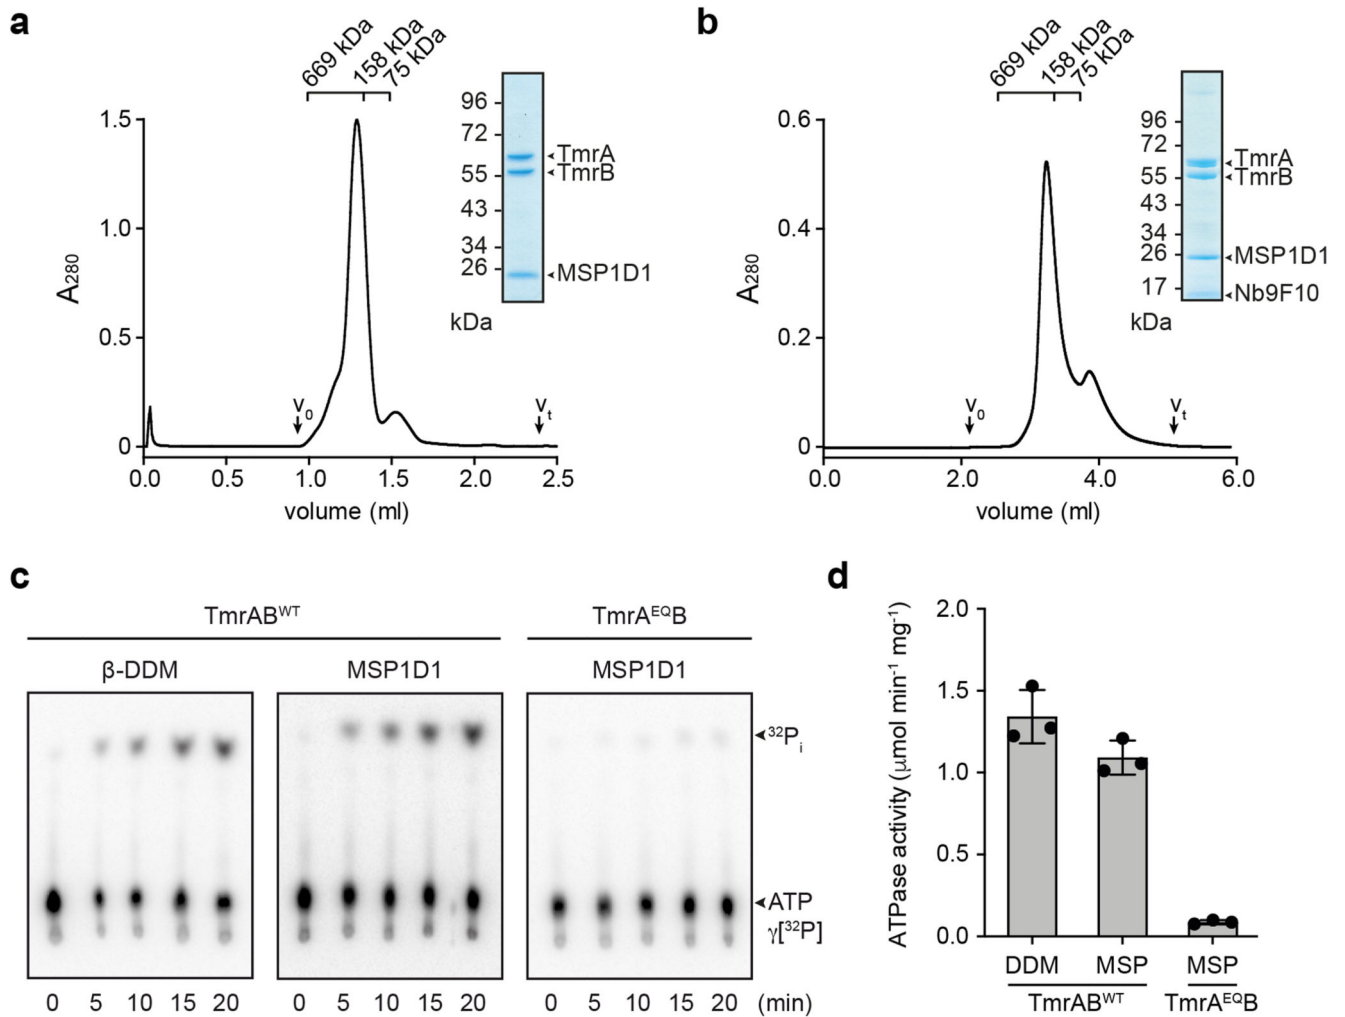 a
669 kDa
158 kDa
75 kDa
96
72
55
43
34
26
kDa
TmrA
TmrB
MSP1D1
1.5
1.0
0.5
0
A280
V0
Vt
0.0 0.5 1.0 1.5 2.0 2.5
volume (ml)
b
669 kDa
158 kDa
75 kDa
96
72
55
43
34
26
17
kDa
TmrA
TmrB
MSP1D1
Nb9F10
0.6
0.4
0.2
0
A280
V0
Vt
0.0 2.0 4.0 6.0
volume (ml)
c
TmrABWT
TmrAEQB
β-DDM
MSP1D1
MSP1D1
32Pi
ATP
γ[32P]
0 5 10 15 20
0 5 10 15 20
0 5 10 15 20 (min)
d
ATPase activity (μmol min-1 mg-1)
2.0
1.5
1.0
0.5
0.0
DDM MSP MSP
TmrABWT TmrAEQB